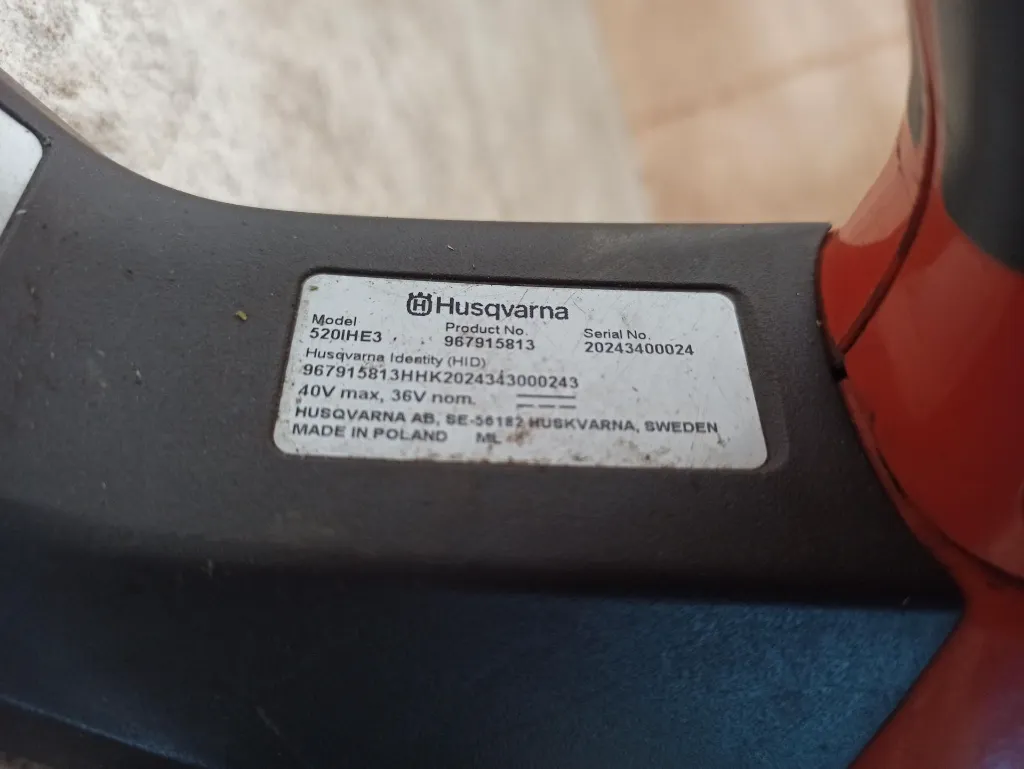 Husqvarna
Model Product No. Serial No.
520iHE3 967915813 20243400024
Husqvarna Identity (HID)
967915813HHK2024343000243
40V max, 36V nom.
HUSQVARNA AB, SE-56182 HUSKVARNA, SWEDEN
MADE IN POLAND ML